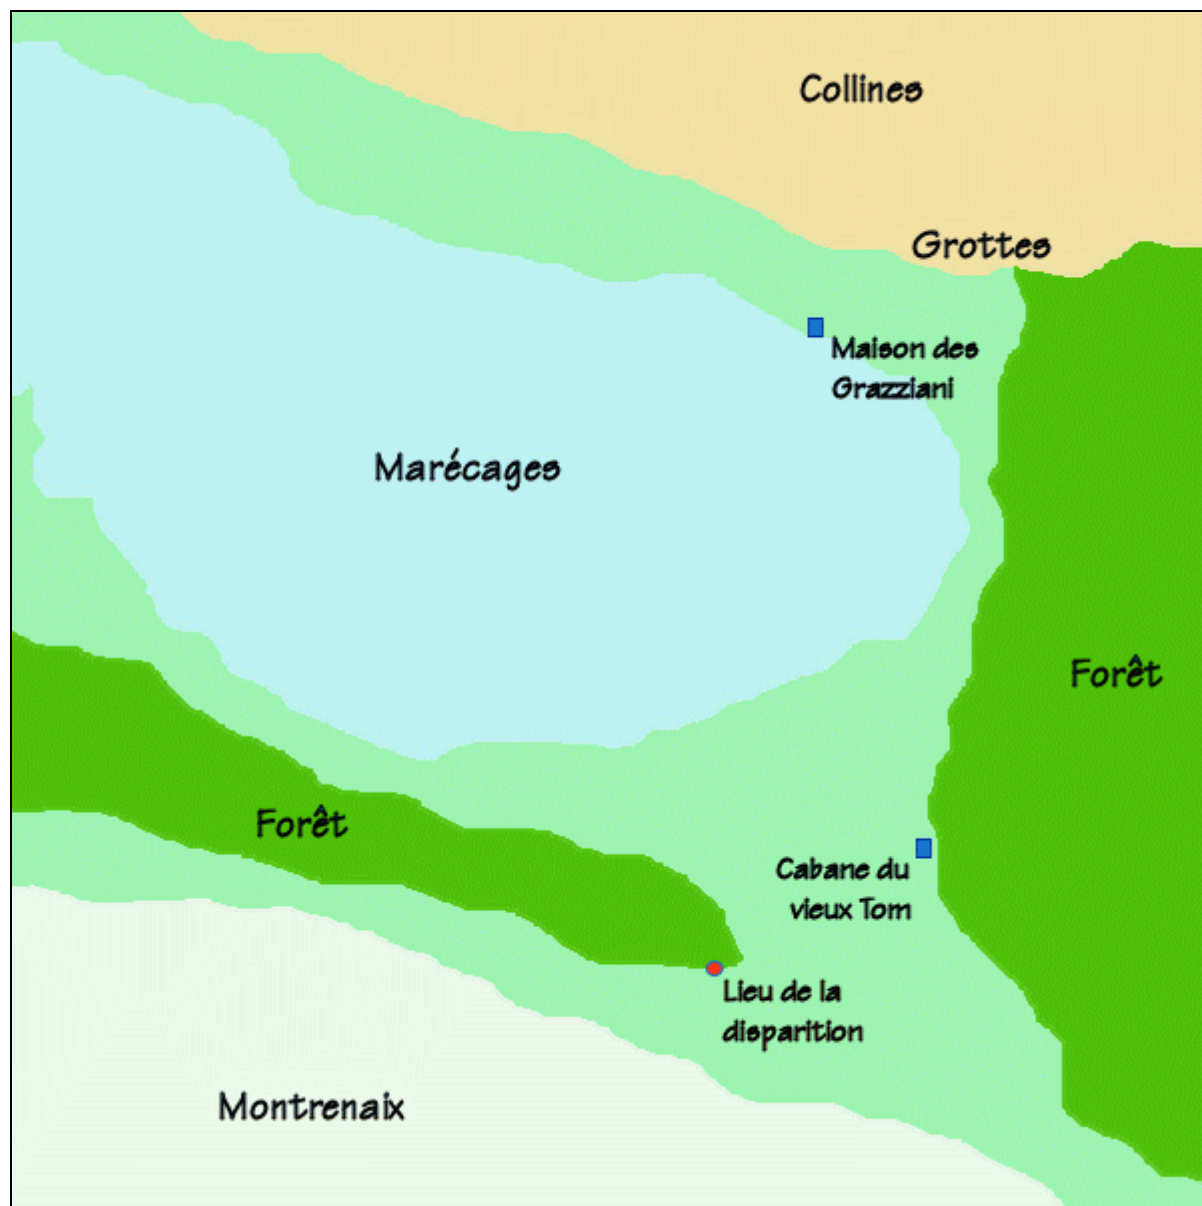 Collines
Grottes
Maison des
Grazziani
Marécages
Forêt
Forêt
Cabane du
vieux Tom
Lieu de la
disparition
Montrenaix